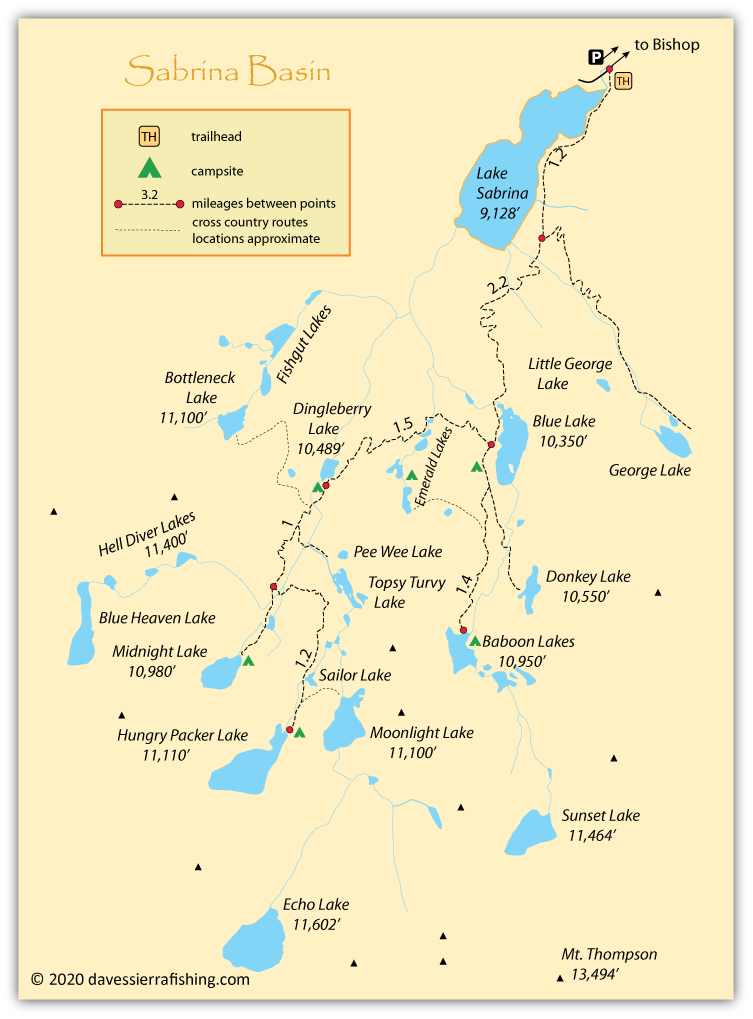 to Bishop
P
TH
Sabrina Basin
TH
trailhead
campsite
3.2
mileages between points
cross country routes
locations approximate
1.2
Lake
Sabrina
9,128’
2.2
Fishgut Lakes
Bottleneck
Lake
11,100’
Dingleberry
Lake
10,489’
1.5
Emerald Lakes
Little George
Lake
Blue Lake
10,350’
George Lake
Hell Diver Lakes
11,400’
1
Pee Wee Lake
Topsy Turvy
Lake
1.4
Donkey Lake
10,550’
Blue Heaven Lake
Midnight Lake
10,980’
1.2
Baboon Lakes
10,950’
Sailor Lake
Hungry Packer Lake
11,110’
Moonlight Lake
11,100’
Sunset Lake
11,464’
Echo Lake
11,602’
Mt. Thompson
13,494’
© 2020 davessierrafishing.com